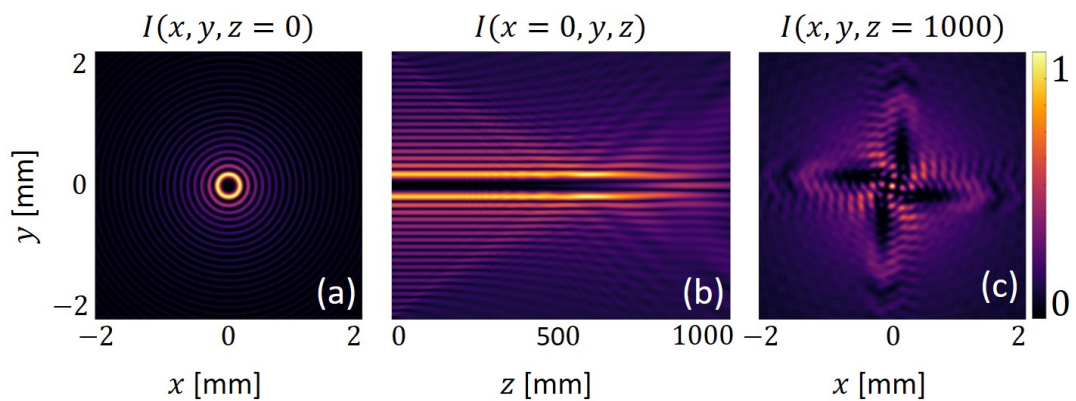 I(x, y, z = 0)
I(x = 0, y, z)
I(x, y, z = 1000)
y [mm]
2
0
−2
(a)
(b)
(c)
1
0
−2
0
2
0
500
1000
−2
0
2
x [mm]
z [mm]
x [mm]